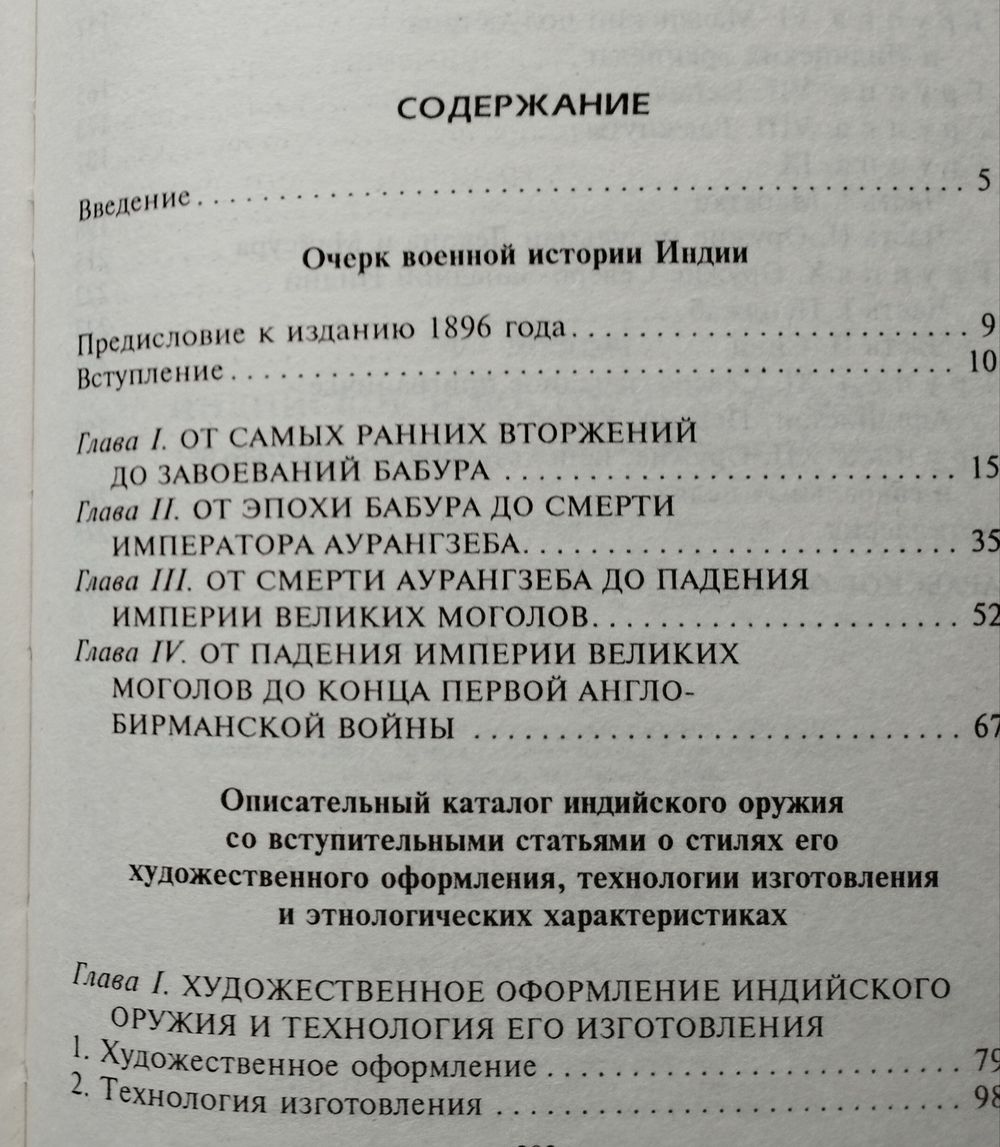 СОДЕРЖАНИЕ
Введение . . . . . . . . . . . . . . . . . . . . . . . . . . . . . . . . . . . . . . . . . . . . . . . 5
Очерк военной истории Индии
Предисловие к изданию 1896 года . . . . . . . . . . . . . . . . . . . . . . . . 9
Вступление . . . . . . . . . . . . . . . . . . . . . . . . . . . . . . . . . . . . . . . . . . . . 10
Глава I. ОТ САМЫХ РАННИХ ВТОРЖЕНИЙ
ДО ЗАВОЕВАНИЙ БАБУРА . . . . . . . . . . . . . . . . . . . . . . . . . . . . 15
Глава II. ОТ ЭПОХИ БАБУРА ДО СМЕРТИ
ИМПЕРАТОРА АУРАНГЗЕБА. . . . . . . . . . . . . . . . . . . . . . . . . . . 35
Глава III. ОТ СМЕРТИ АУРАНГЗЕБА ДО ПАДЕНИЯ
ИМПЕРИИ ВЕЛИКИХ МОГОЛОВ. . . . . . . . . . . . . . . . . . . . . . 52
Глава IV. ОТ ПАДЕНИЯ ИМПЕРИИ ВЕЛИКИХ
МОГОЛОВ ДО КОНЦА ПЕРВОЙ АНГЛО-
БИРМАНСКОЙ ВОЙНЫ . . . . . . . . . . . . . . . . . . . . . . . . . . . . . . 67
Описательный каталог индийского оружия
со вступительными статьями о стилях его
художественного оформления, технологии изготовления
и этнологических характеристиках
Глава I. ХУДОЖЕСТВЕННОЕ ОФОРМЛЕНИЕ ИНДИЙСКОГО
ОРУЖИЯ И ТЕХНОЛОГИЯ ЕГО ИЗГОТОВЛЕНИЯ
1. Художественное оформление . . . . . . . . . . . . . . . . . . . . . . . . . . 79
2. Технология изготовления . . . . . . . . . . . . . . . . . . . . . . . . . . . . . 98